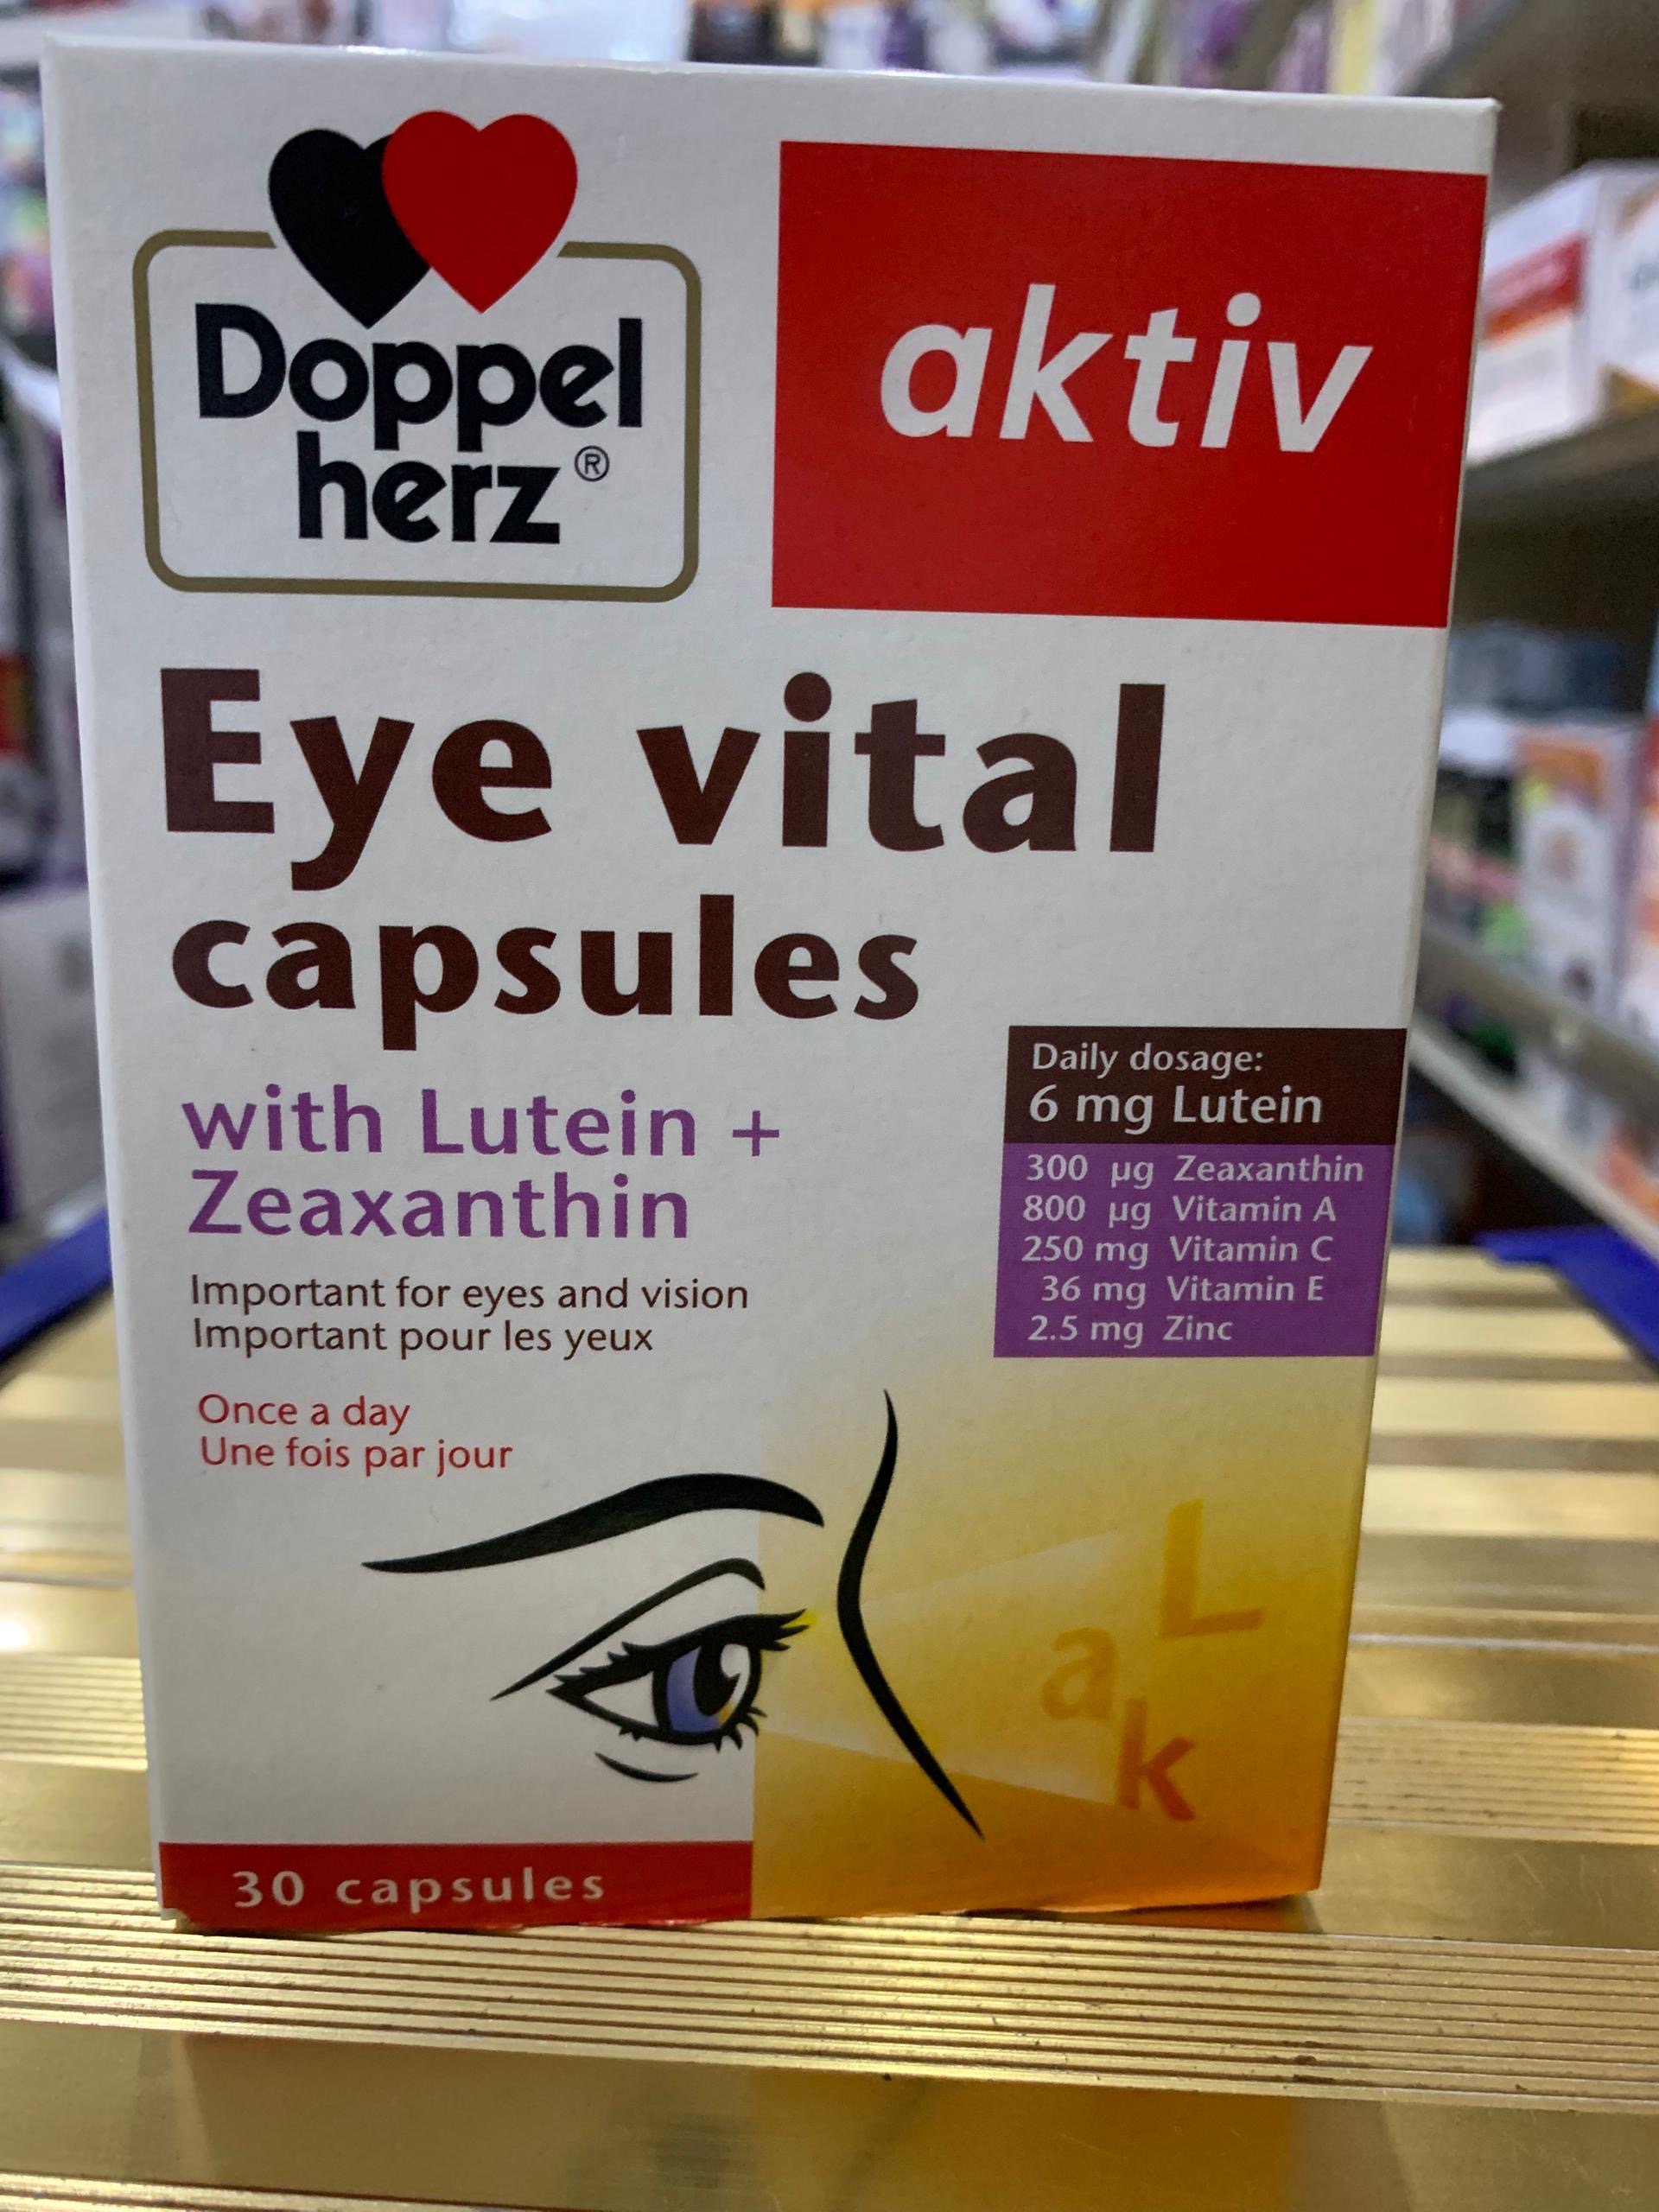 Doppel
herz®
aktiv
Eye vital
capsules
with Lutein +
Zeaxanthin
Important for eyes and vision
Important pour les yeux
Once a day
Une fois par jour
Daily dosage:
6 mg Lutein
300 µg Zeaxanthin
800 µg Vitamin A
250 mg Vitamin C
36 mg Vitamin E
2.5 mg Zinc
L
a
k
30 capsules